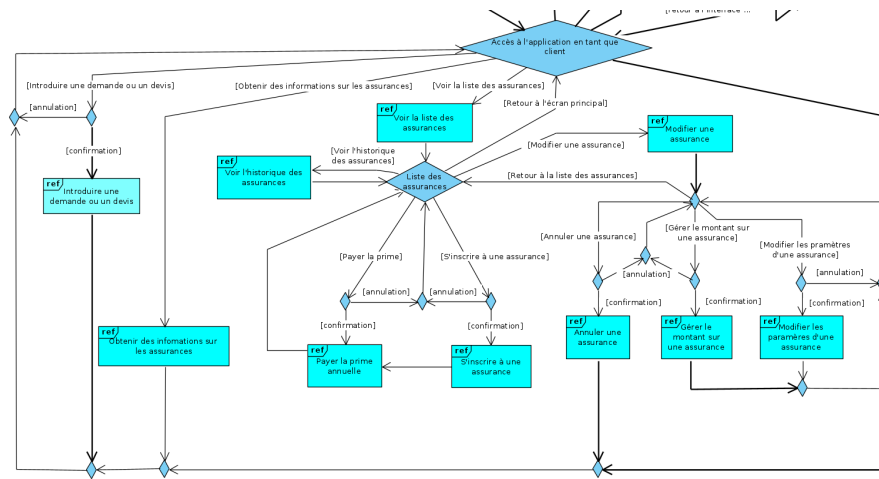 [retour à l'interface ...
Accès à l'application en tant que
client
[Introduire une demande ou un devis]
[Obtenir des informations sur les assurances]
[Voir la liste des assurances]
[annulation]
[Retour à l'écran principal]
ref
Voir la liste des
assurances
ref
Modifier une
assurance
[confirmation]
[Voir l'historique
des assurances]
[Modifier une assurance]
ref
Voir l'historique des
assurances
Liste des
assurances
[Retour à la liste des assurances]
ref
Introduire une
demande ou un devis
[Annuler une assurance]
[Gérer le montant sur
une assurance]
[Modifier les pramètres
d'une assurance]
[Payer la prime]
[S'inscrire à une assurance]
[annulation]
[annulation]
[annulation]
[annulation]
[confirmation]
[confirmation]
[confirmation]
[confirmation]
[confirmation]
ref
Obtenir des infomations sur
les assurances
ref
Annuler une
assurance
ref
Gérer le
montant sur
une assurance
ref
Modifier les
paramères d'une
assurance
ref
Payer la prime
annuelle
ref
S'inscrire à une
assurance